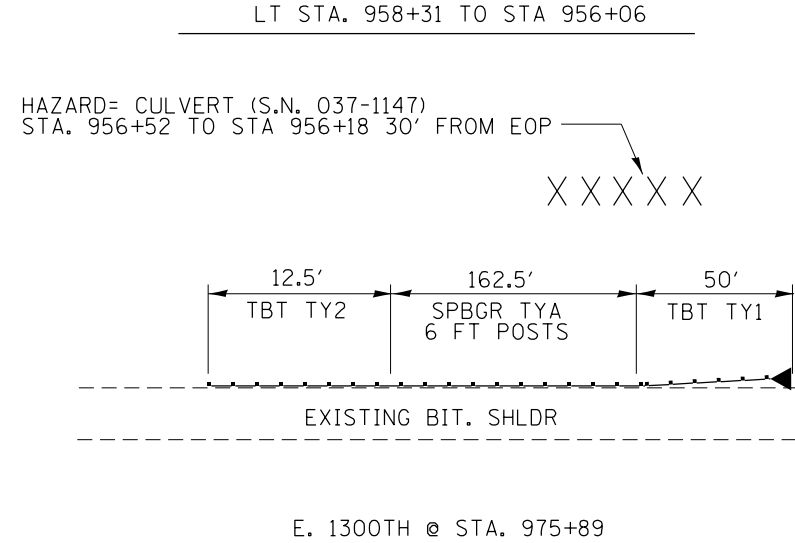 LT STA. 958+31 TO STA 956+06
HAZARD= CULVERT (S.N. 037-1147)
STA. 956+52 TO STA 956+18 30' FROM EOP
X X X X X
12.5' 162.5' 50'
TBT TY2 SPBGR TYA TBT TY1
6 FT POSTS
EXISTING BIT. SHLDR
E. 1300TH @ STA. 975+89